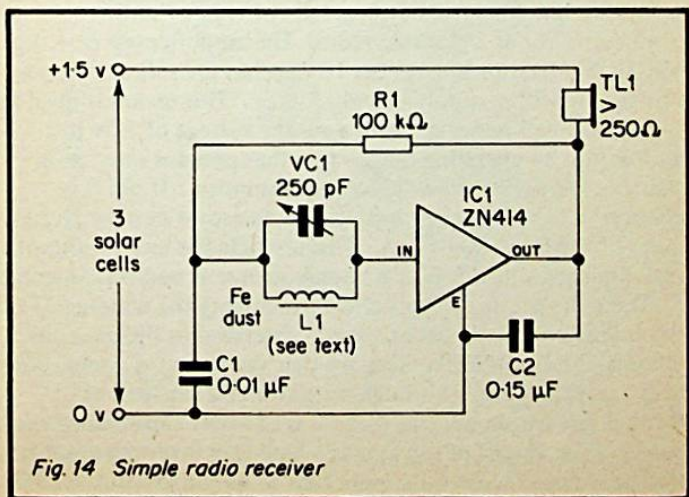 +1·5 v
TL1
>
250Ω
R1
100 kΩ
VC1
250 pF
IC1
ZN414
IN
OUT
E
3
solar
cells
Fe
dust
L1
(see text)
C1
0·01 μF
C2
0·15 μF
0 v
Fig. 14 Simple radio receiver